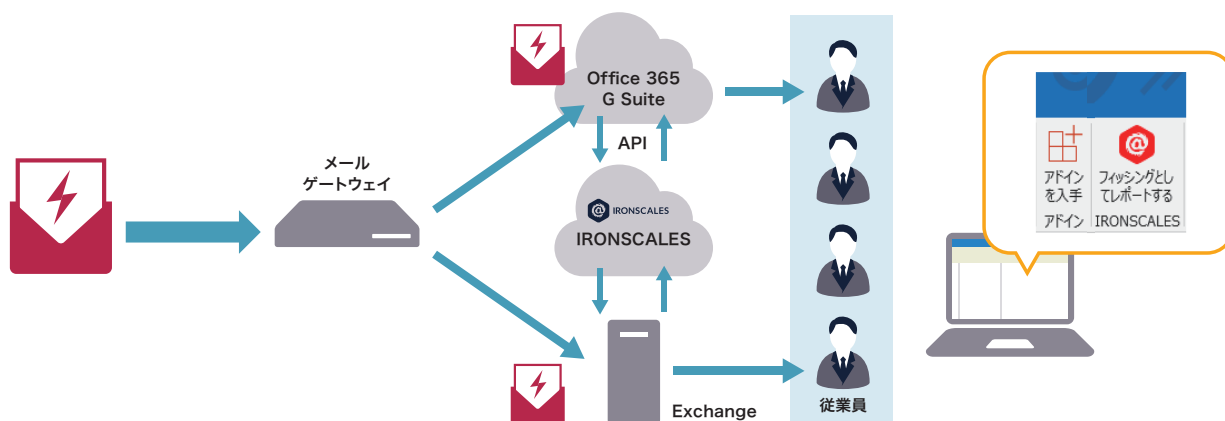 メール
ゲートウェイ
Office 365
G Suite
API
@ IRONSCALES
IRONSCALES
Exchange
従業員
@
アドイン
を入手
フィッシングとし
てレポートする
アドイン
IRONSCALES